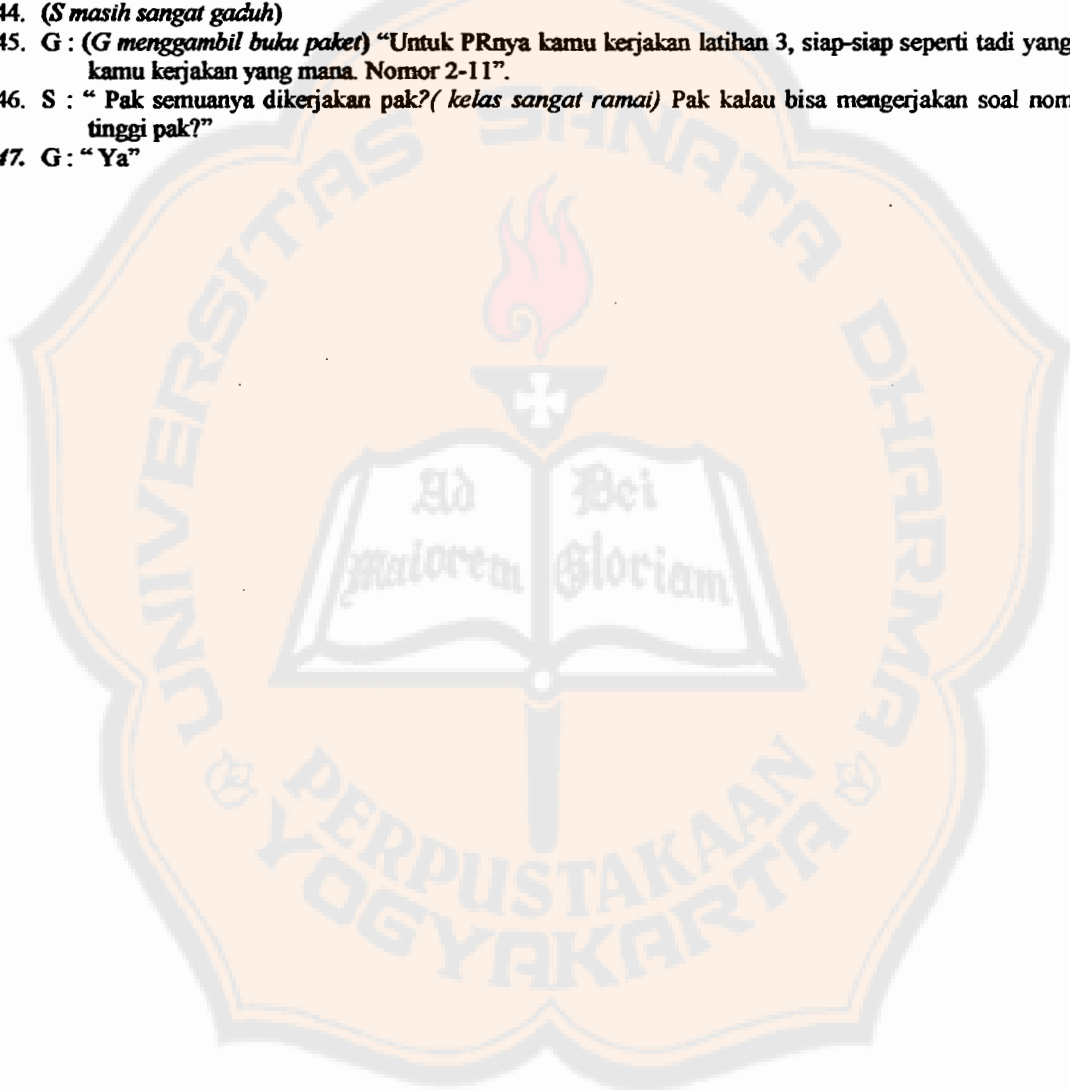 44. (S masih sangat gaduh)
45. G : (G menggambil buku paket) “Untuk PRnya kamu kerjakan latihan 3, siap-siap seperti tadi yang
kamu kerjakan yang mana. Nomor 2-11”.
46. S : “ Pak semuanya dikerjakan pak?( kelas sangat ramai) Pak kalau bisa mengerjakan soal nom
tinggi pak?”
47. G : “ Ya”
UNIVERSITAS SANATA DHARMA
Ad Dei
Maiorem Gloriam
PERPUSTAKAAN
YOGYAKARTA